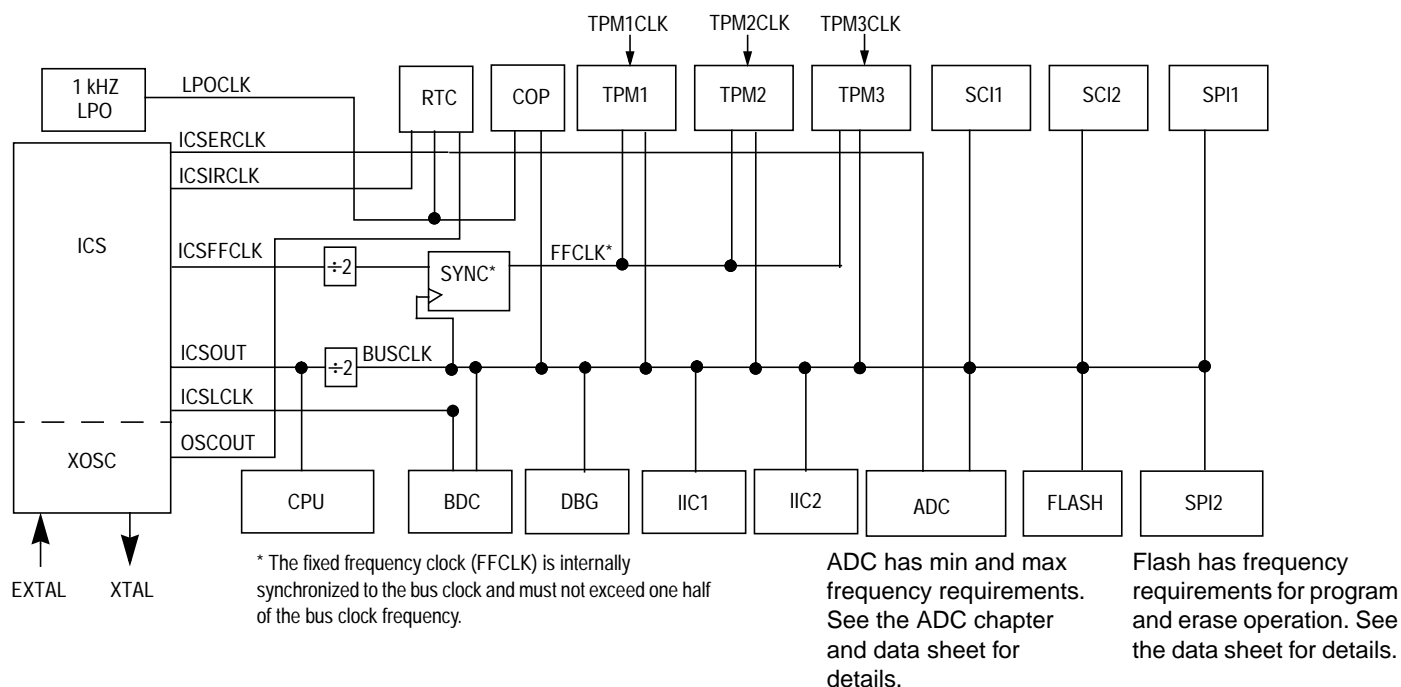 TPM1CLK
TPM2CLK
TPM3CLK
1 kHZ
LPO
LPOCLK
RTC
COP
TPM1
TPM2
TPM3
SCI1
SCI2
SPI1
ICSERCLK
ICSIRCLK
ICS
ICSFFCLK
÷2
SYNC*
FFCLK*
ICSOUT
÷2
BUSCLK
ICSLCLK
OSCOUT
XOSC
CPU
BDC
DBG
IIC1
IIC2
ADC
FLASH
SPI2
EXTAL
XTAL
* The fixed frequency clock (FFCLK) is internally
synchronized to the bus clock and must not exceed one half
of the bus clock frequency.
ADC has min and max
frequency requirements.
See the ADC chapter
and data sheet for
details.
Flash has frequency
requirements for program
and erase operation. See
the data sheet for details.